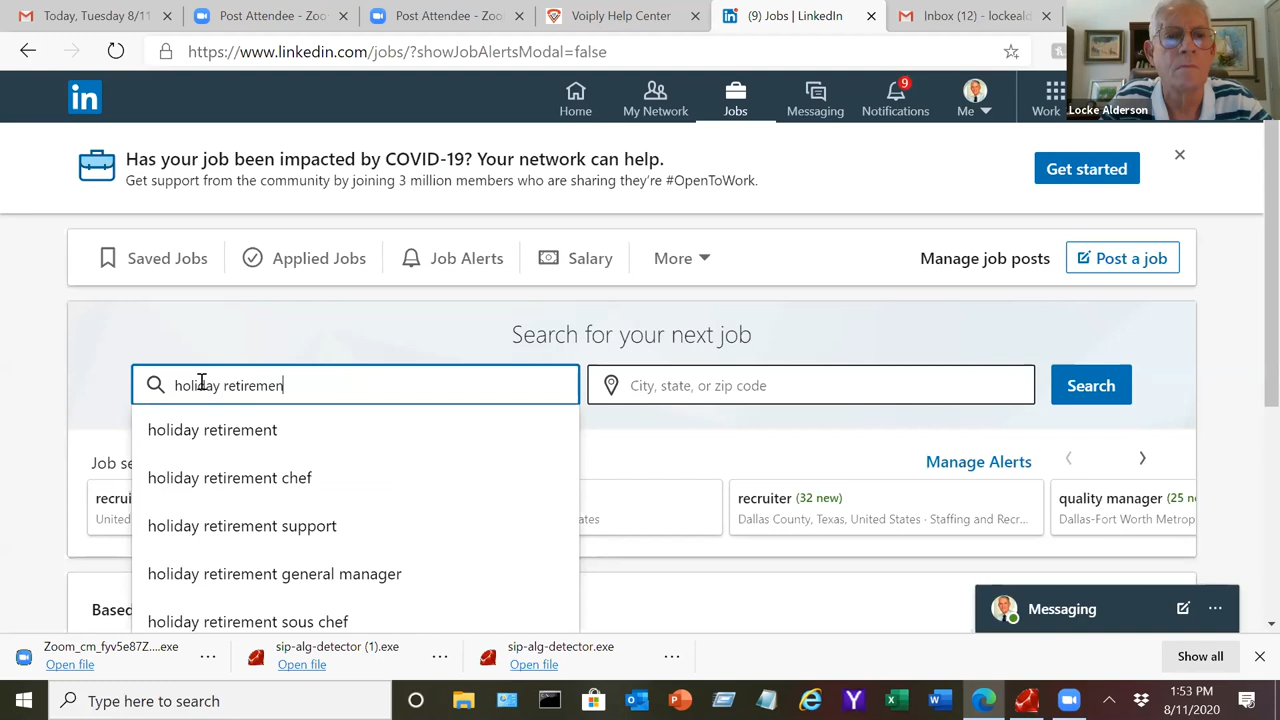 Today, Tuesday 8/11
Post Attendee - Zoo
Post Attendee - Zool
Voiply Help Center
(9) Jobs | LinkedIn
Inbox (12) - lockeald
https://www.linkedin.com/jobs/?showJobAlertsModal=false
Locke Alderson
in
Home
My Network
Jobs
Messaging
9
Notifications
Me
Work
Has your job been impacted by COVID-19? Your network can help.
Get support from the community by joining 3 million members who are sharing they're #OpenToWork.
Get started
Saved Jobs
Applied Jobs
Job Alerts
Salary
More
Manage job posts
Post a job
Search for your next job
holiday retiremen
City, state, or zip code
Search
holiday retirement
holiday retirement chef
holiday retirement support
holiday retirement general manager
holiday retirement sous chef
Job se
Manage Alerts
recrui
United
ates
recruiter (32 new)
Dallas County, Texas, United States · Staffing and Recr...
quality manager (25 n
Dallas-Fort Worth Metrop
Based
Messaging
Zoom_cm_fyv5e87Z....exe
Open file
sip-alg-detector (1).exe
Open file
sip-alg-detector.exe
Open file
Show all
Type here to search
1:53 PM
8/11/2020